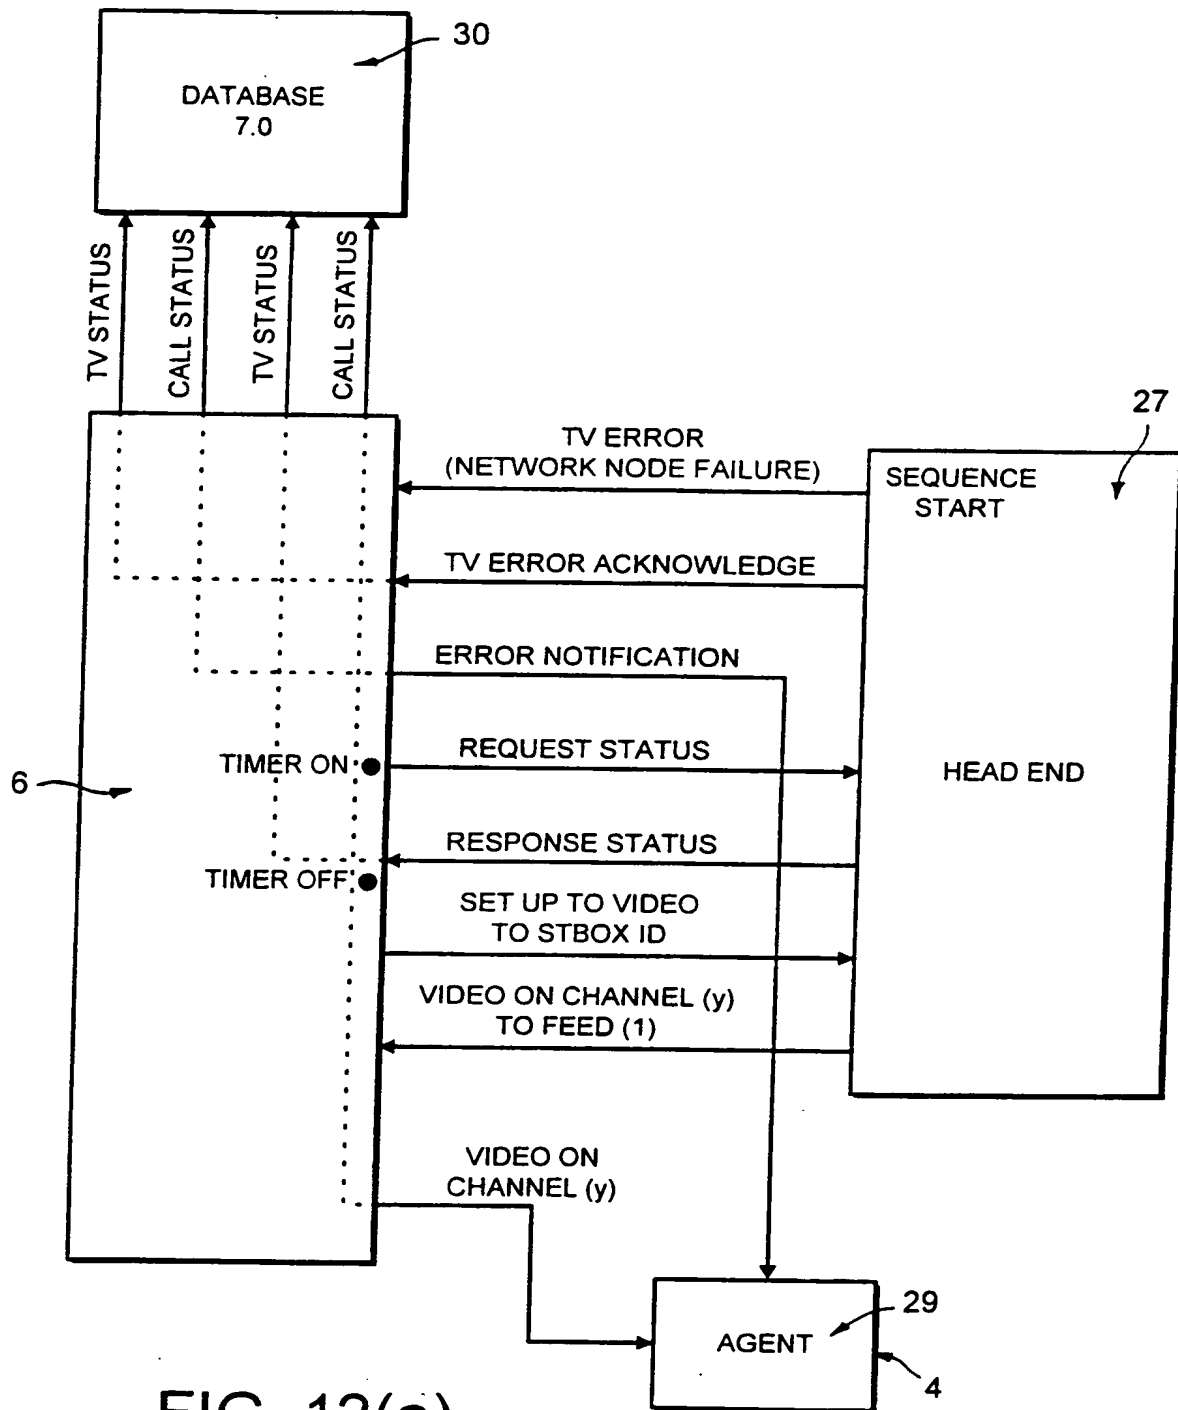 30
DATABASE
7.0
TV STATUS
CALL STATUS
TV STATUS
CALL STATUS
27
TV ERROR
(NETWORK NODE FAILURE)
SEQUENCE
START
TV ERROR ACKNOWLEDGE
ERROR NOTIFICATION
REQUEST STATUS
TIMER ON
HEAD END
6
RESPONSE STATUS
TIMER OFF
SET UP TO VIDEO
TO STBOX ID
VIDEO ON CHANNEL (y)
TO FEED (1)
VIDEO ON
CHANNEL (y)
29
AGENT
4